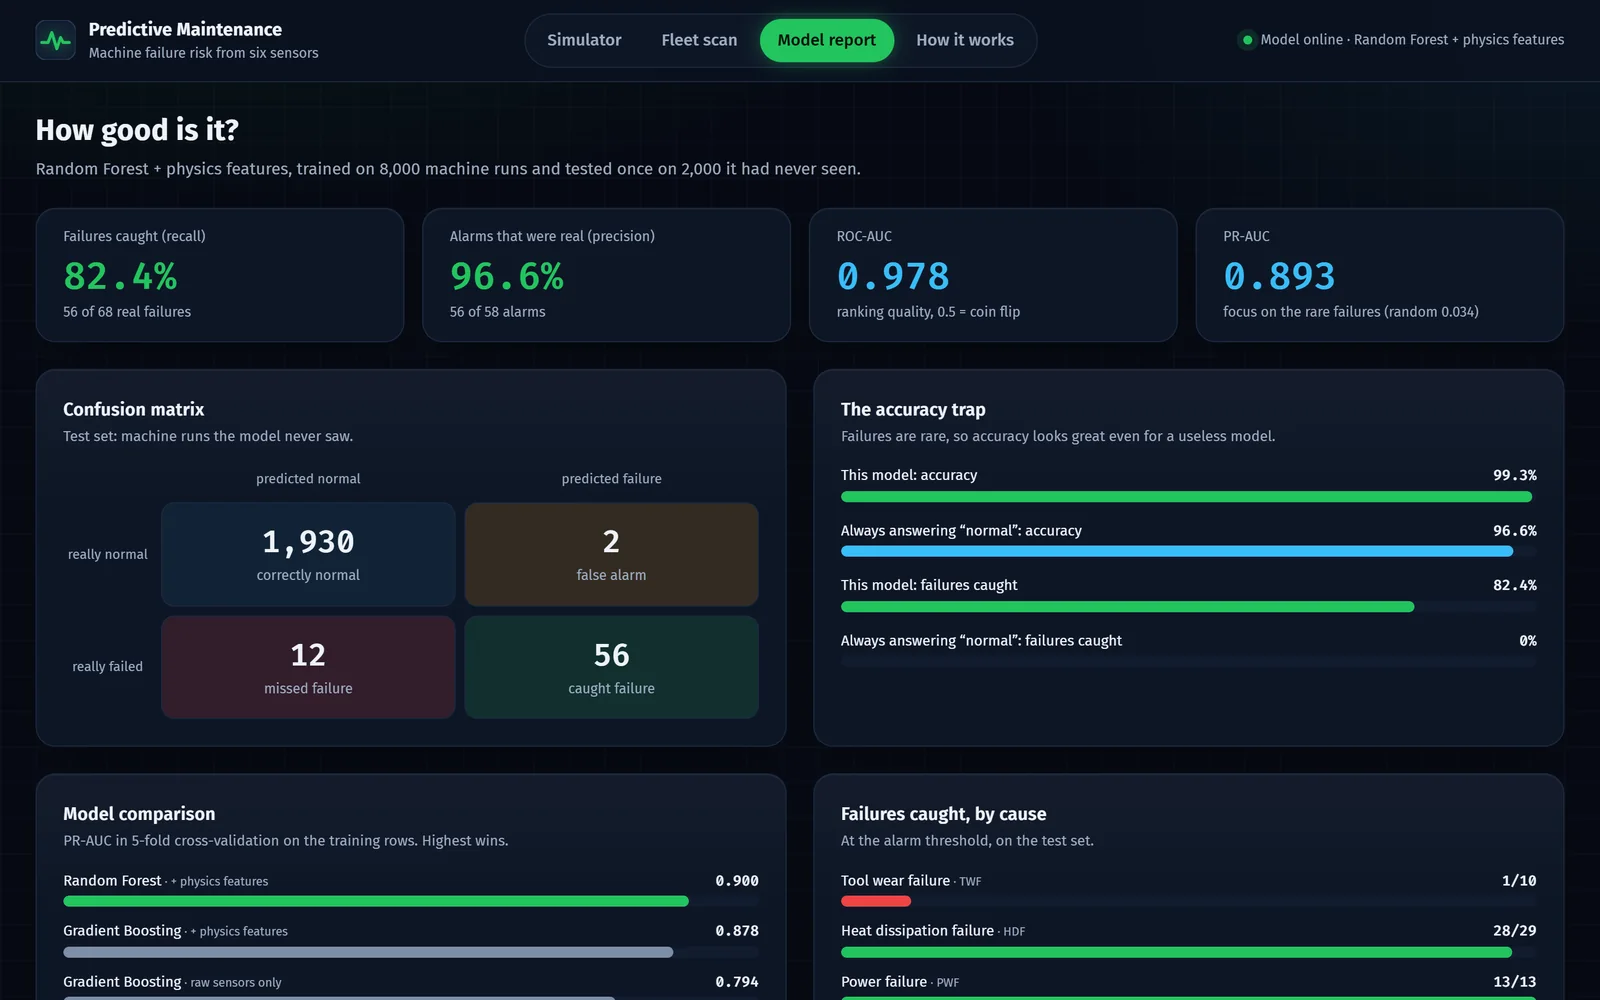 Predictive Maintenance
Machine failure risk from six sensors
Simulator
Fleet scan
Model report
How it works
Model online · Random Forest + physics features
How good is it?
Random Forest + physics features, trained on 8,000 machine runs and tested once on 2,000 it had never seen.
Failures caught (recall)
82.4%
56 of 68 real failures
Alarms that were real (precision)
96.6%
56 of 58 alarms
ROC-AUC
0.978
ranking quality, 0.5 = coin flip
PR-AUC
0.893
focus on the rare failures (random 0.034)
Confusion matrix
Test set: machine runs the model never saw.
predicted normal
predicted failure
really normal
1,930
correctly normal
2
false alarm
really failed
12
missed failure
56
caught failure
The accuracy trap
Failures are rare, so accuracy looks great even for a useless model.
This model: accuracy 99.3%
Always answering “normal”: accuracy 96.6%
This model: failures caught 82.4%
Always answering “normal”: failures caught 0%
Model comparison
PR-AUC in 5-fold cross-validation on the training rows. Highest wins.
Random Forest · + physics features 0.900
Gradient Boosting · + physics features 0.878
Gradient Boosting · raw sensors only 0.794
Failures caught, by cause
At the alarm threshold, on the test set.
Tool wear failure · TWF 1/10
Heat dissipation failure · HDF 28/29
Power failure · PWF 13/13